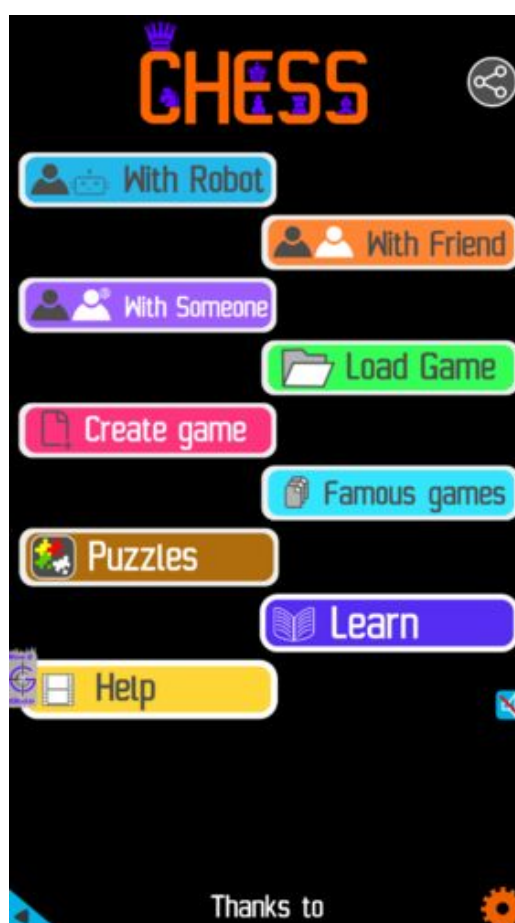 CHESS
With Robot
With Friend
With Someone
Load Game
Create game
Famous games
Puzzles
Learn
Help
Thanks to